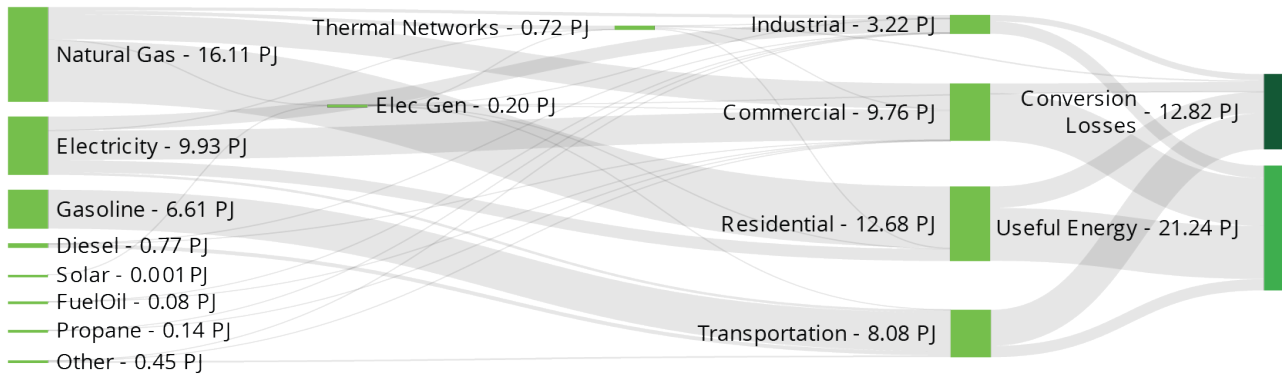 Natural Gas - 16.11 PJ
Electricity - 9.93 PJ
Gasoline - 6.61 PJ
Diesel - 0.77 PJ
Solar - 0.001 PJ
FuelOil - 0.08 PJ
Propane - 0.14 PJ
Other - 0.45 PJ
Thermal Networks - 0.72 PJ
Elec Gen - 0.20 PJ
Industrial - 3.22 PJ
Commercial - 9.76 PJ
Residential - 12.68 PJ
Transportation - 8.08 PJ
Conversion
Losses - 12.82 PJ
Useful Energy - 21.24 PJ